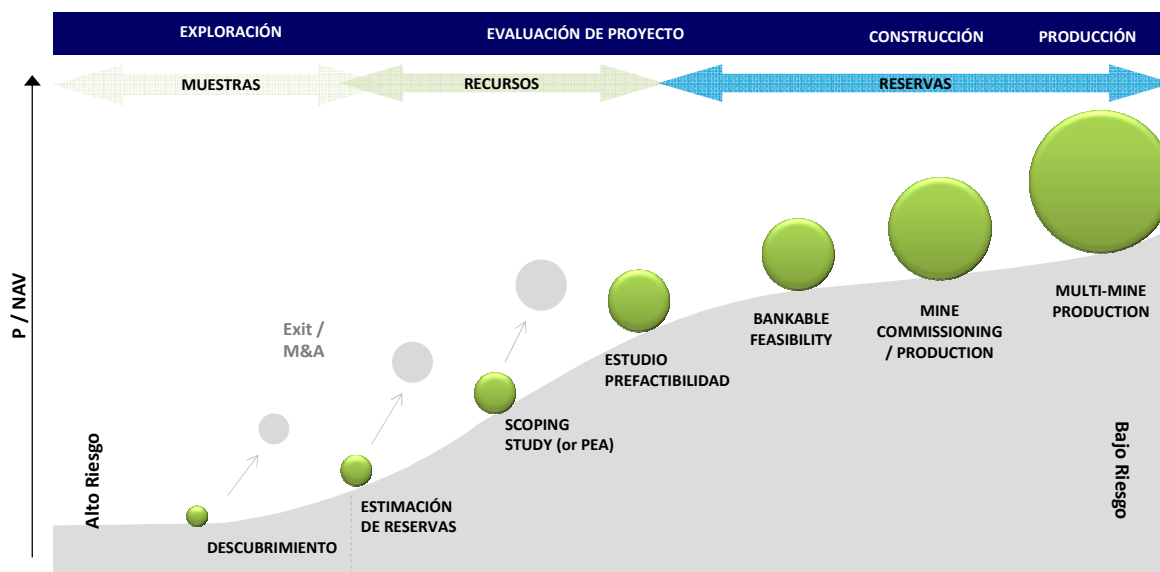 EXPLORACIÓN
EVALUACIÓN DE PROYECTO
CONSTRUCCIÓN
PRODUCCIÓN
MUESTRAS
RECURSOS
RESERVAS
P / NAV
Exit /
M&A
Alto Riesgo
DESCUBRIMIENTO
ESTIMACIÓN
DE RESERVAS
SCOPING
STUDY (or PEA)
ESTUDIO
PREFACTIBILIDAD
BANKABLE
FEASIBILITY
MINE
COMMISSIONING
/ PRODUCTION
MULTI-MINE
PRODUCTION
Bajo Riesgo